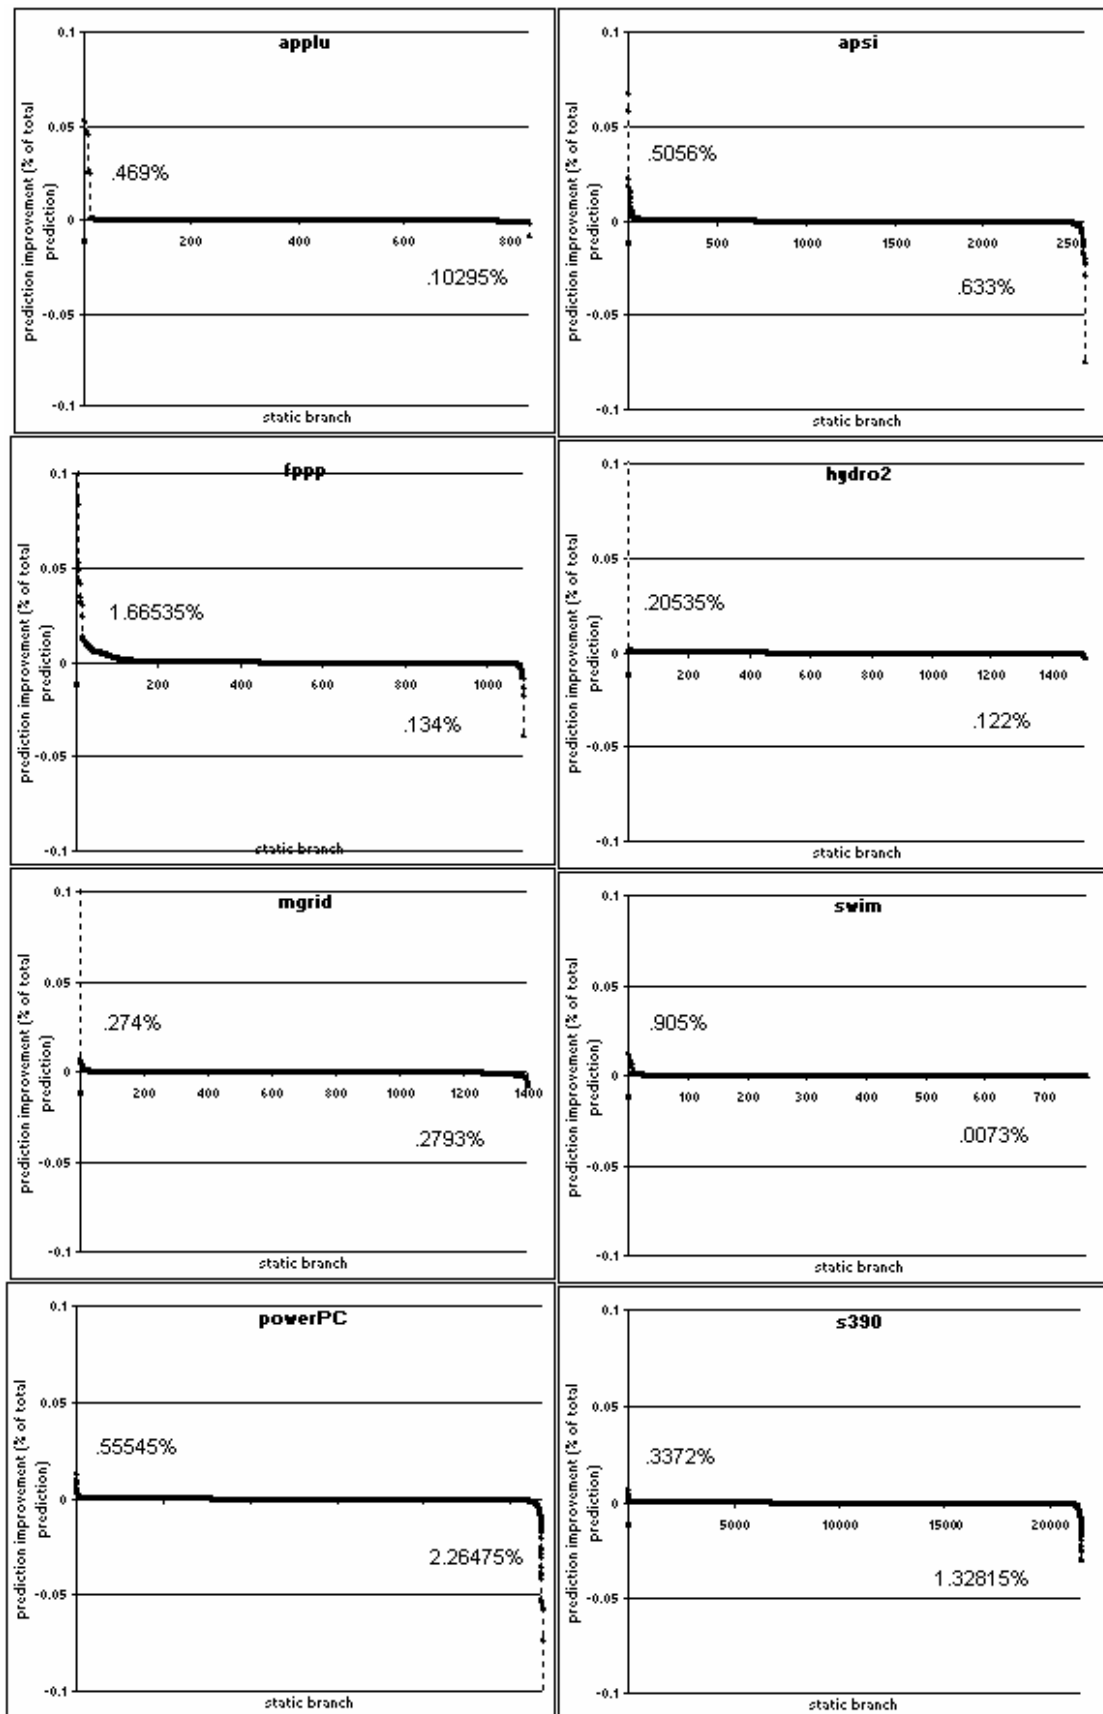 applu
prediction improvement (% of total
prediction)
0.1
0.05
0
-0.05
-0.1
.469%
.10295%
0 200 400 600 800
static branch
apsi
prediction improvement (% of total
prediction)
0.1
0.05
0
-0.05
-0.1
.5056%
.633%
0 500 1000 1500 2000 250
static branch
fppp
prediction improvement (% of total
prediction)
0.1
0.05
0
-0.05
-0.1
1.66535%
.134%
0 200 400 600 800 1000
static branch
hydro2
prediction improvement (% of total
prediction)
0.1
0.05
0
-0.05
-0.1
.20535%
.122%
0 200 400 600 800 1000 1200 1400
static branch
mgrid
prediction improvement (% of total
prediction)
0.1
0.05
0
-0.05
-0.1
.274%
.2793%
0 200 400 600 800 1000 1200 1400
static branch
swim
prediction improvement (% of total
prediction)
0.1
0.05
0
-0.05
-0.1
.905%
.0073%
0 100 200 300 400 500 600 700
static branch
powerPC
prediction improvement (% of total
prediction)
0.1
0.05
0
-0.05
-0.1
.55545%
2.26475%
static branch
s390
prediction improvement (% of total
prediction)
0.1
0.05
0
-0.05
-0.1
.3372%
1.32815%
0 5000 10000 15000 20000
static branch